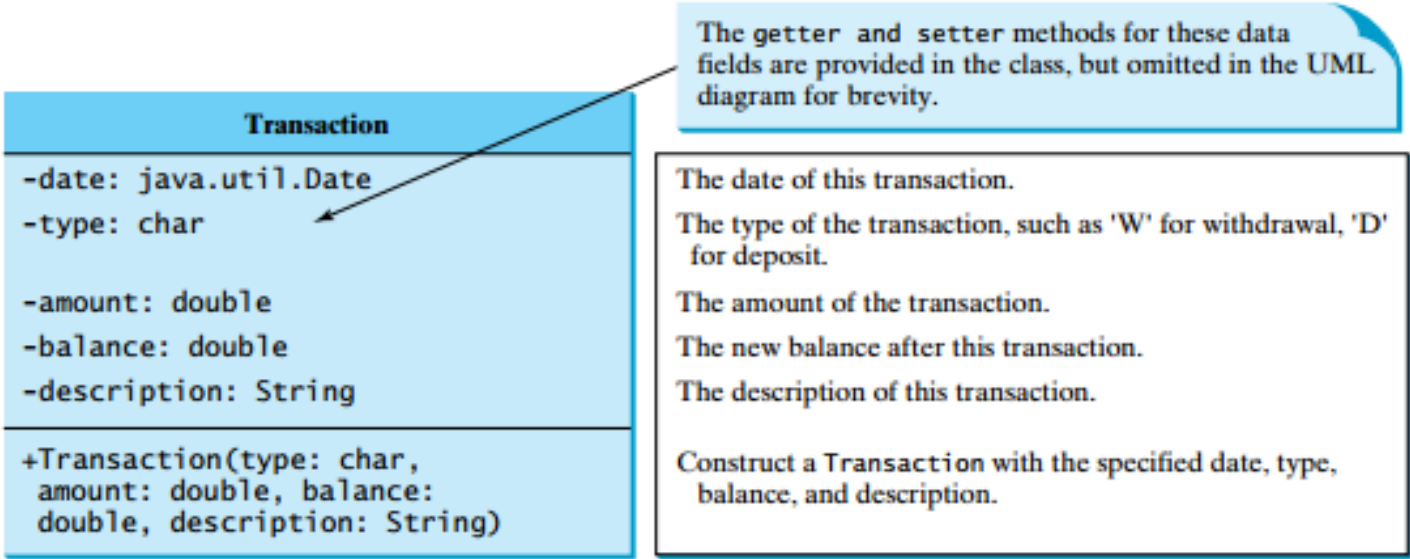 The getter and setter methods for these data
fields are provided in the class, but omitted in the UML
diagram for brevity.
Transaction
-date: java.util.Date
The date of this transaction.
-type: char
The type of the transaction, such as 'W' for withdrawal, 'D'
for deposit.
-amount: double
The amount of the transaction.
-balance: double
The new balance after this transaction.
-description: String
The description of this transaction.
+Transaction(type: char,
amount: double, balance:
double, description: String)
Construct a Transaction with the specified date, type,
balance, and description.